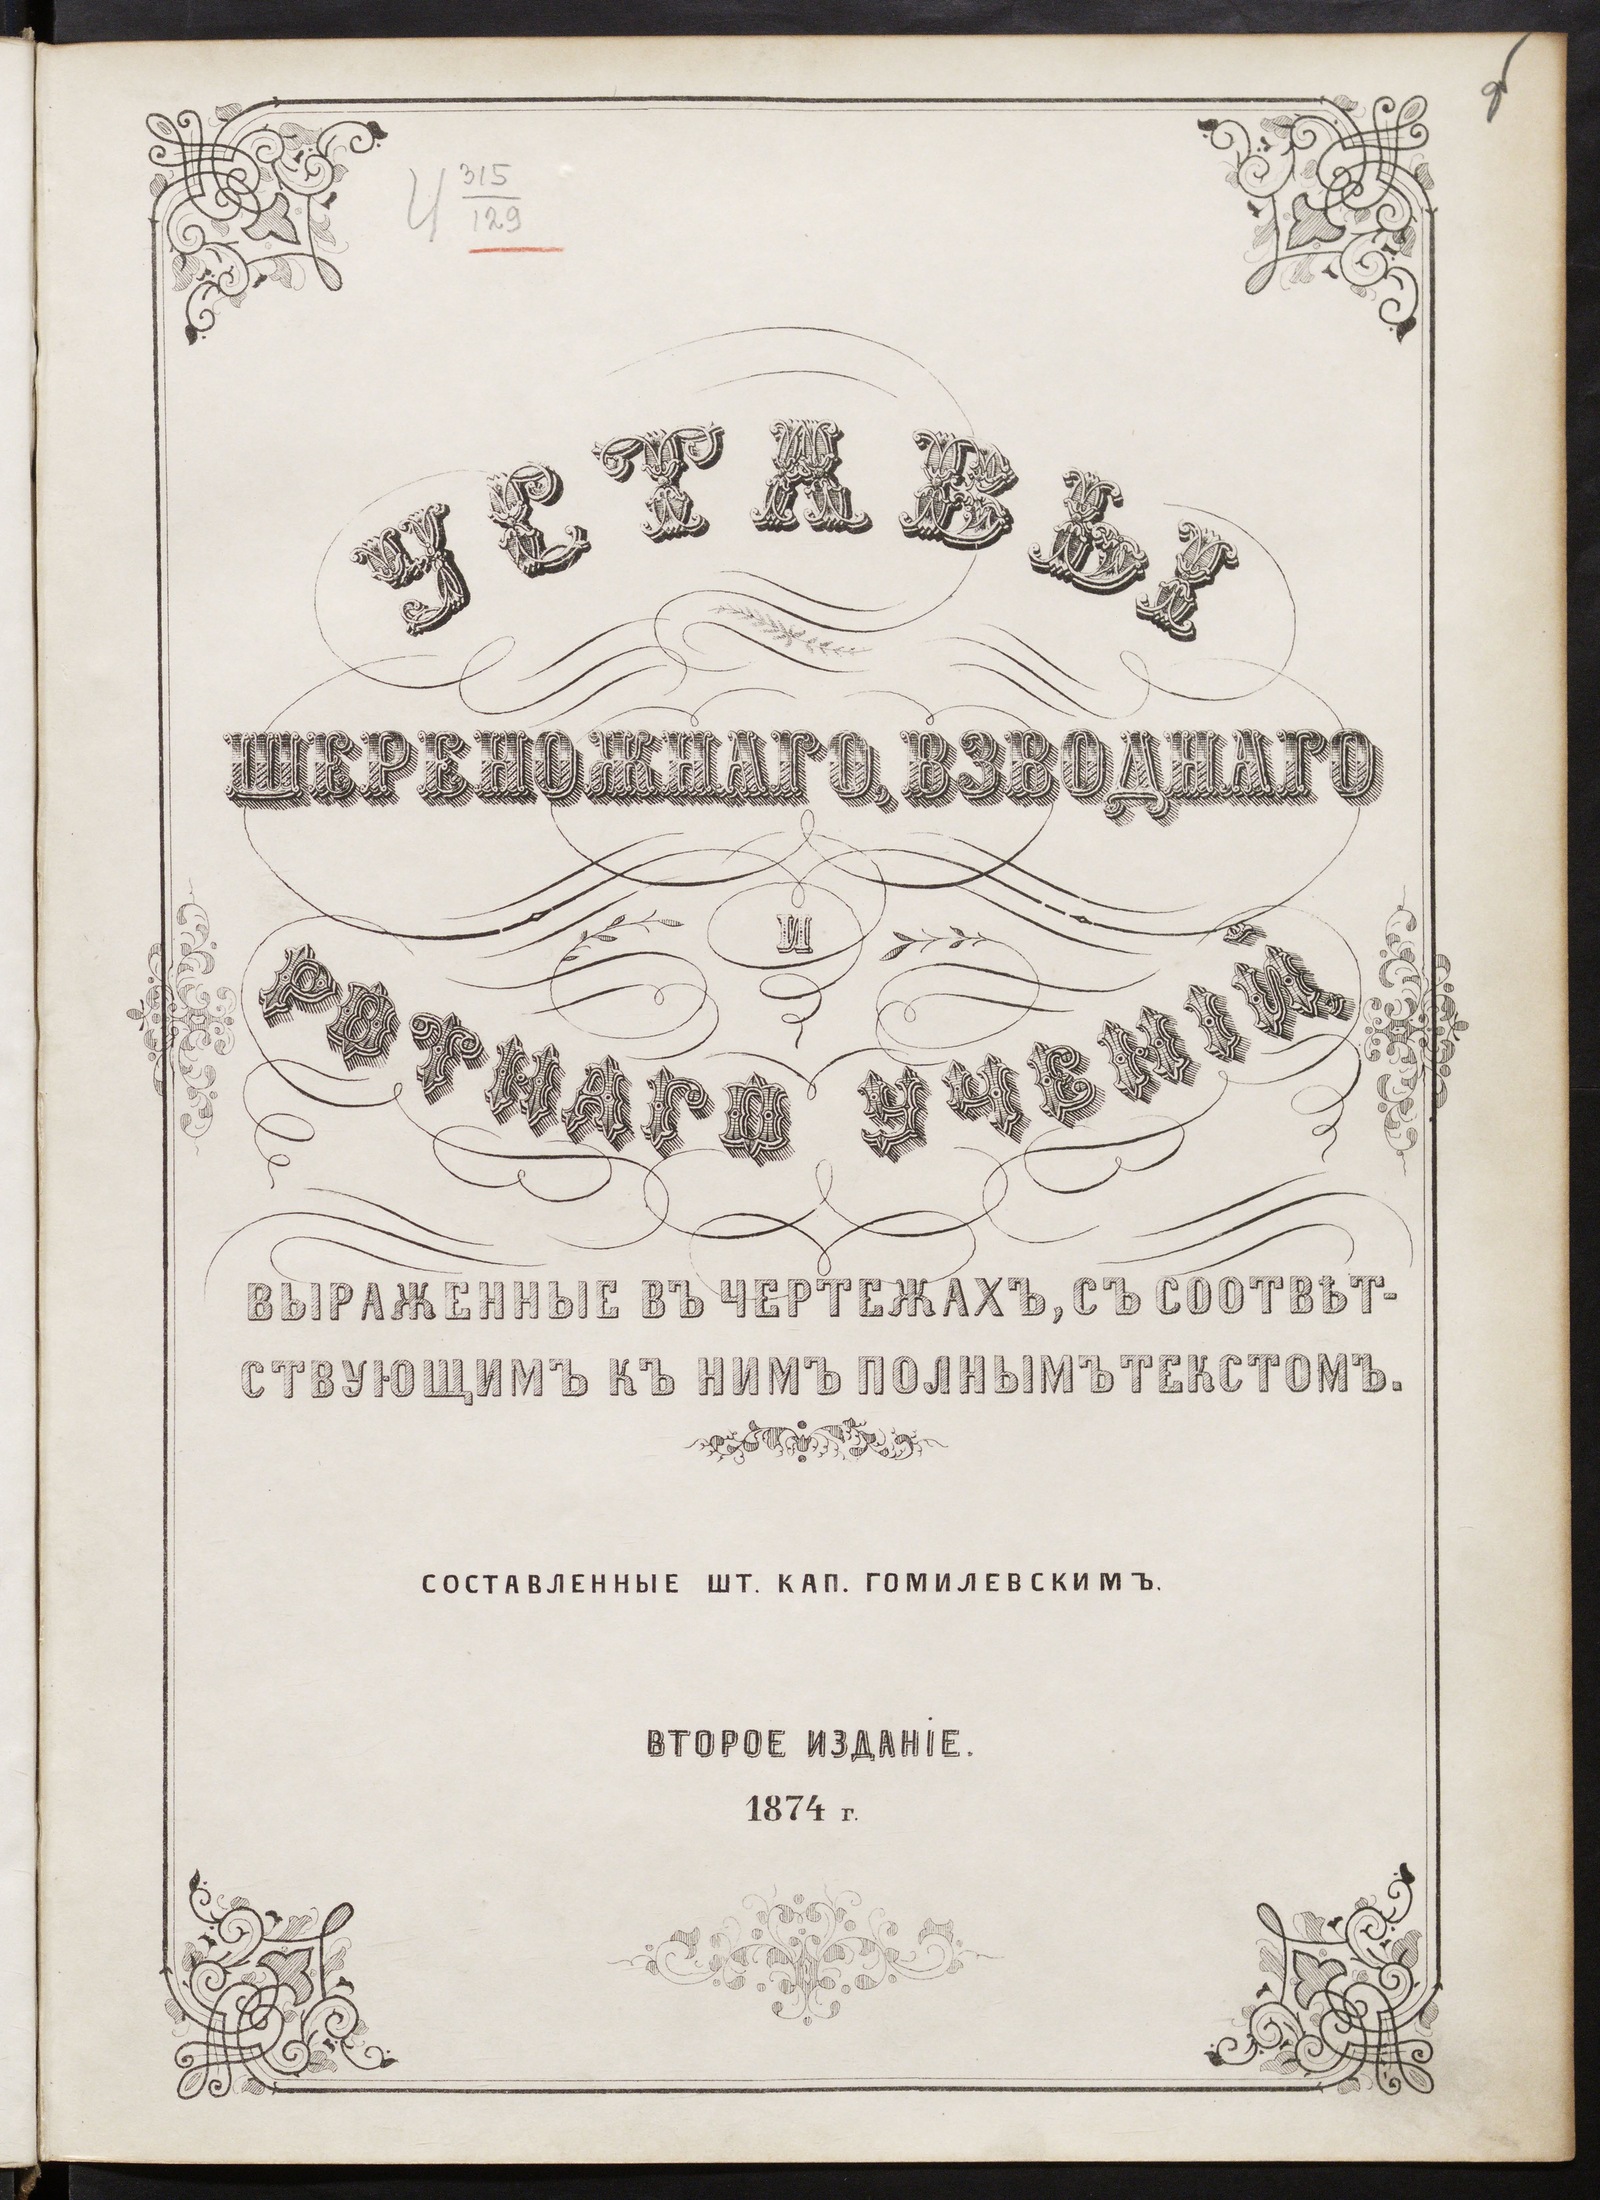 Ч 315
129
УСТАВЫ
ШЕРЕНОЖНАГО, ВЗВОДНАГО
И
РОТНАГО УЧЕНІЙ,
ВЫРАЖЕННЫЕ ВЪ ЧЕРТЕЖАХЪ, СЪ СООТВѢТ-
СТВУЮЩИМЪ КЪ НИМЪ ПОЛНЫМЪ ТЕКСТОМЪ.
СОСТАВЛЕННЫЕ ШТ. КАП. ГОМИЛЕВСКИМЪ.
ВТОРОЕ ИЗДАНІЕ.
1874 г.